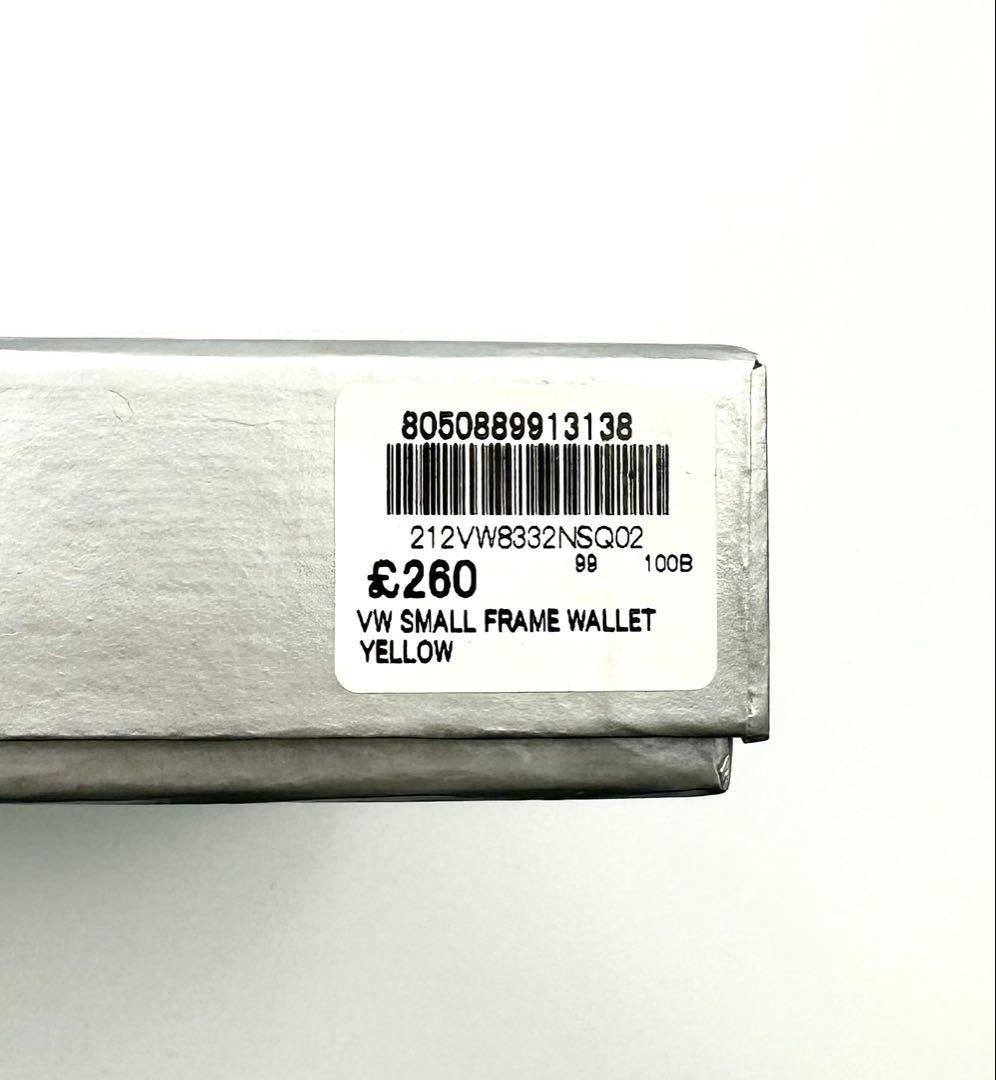 8050889913138
212VW8332NSQ02
99 100B
£260
VW SMALL FRAME WALLET
YELLOW